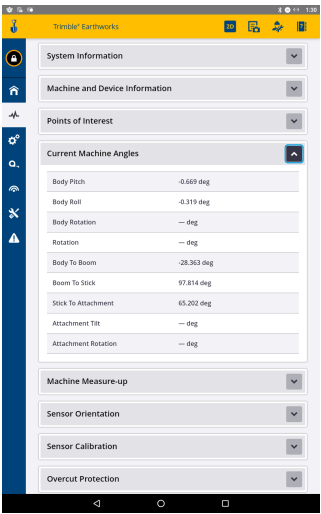 1:30
Trimble® Earthworks
2D
System Information
Machine and Device Information
Points of Interest
Current Machine Angles
Body Pitch -0.669 deg
Body Roll -0.319 deg
Body Rotation — deg
Rotation — deg
Body To Boom -28.363 deg
Boom To Stick 97.814 deg
Stick To Attachment 65.202 deg
Attachment Tilt — deg
Attachment Rotation — deg
Machine Measure-up
Sensor Orientation
Sensor Calibration
Overcut Protection